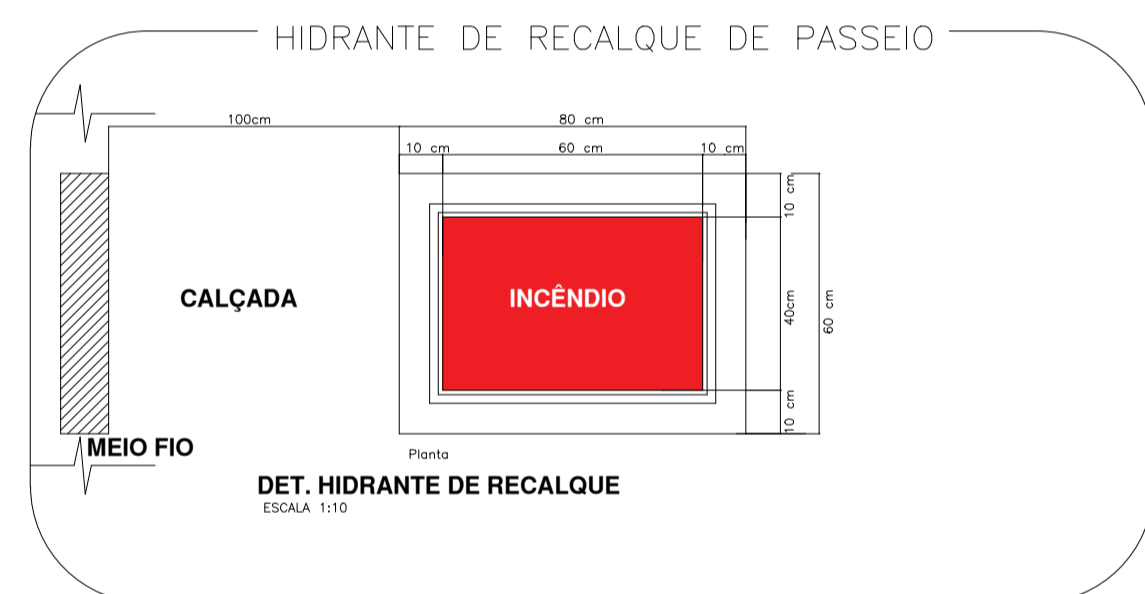 HIDRANTE DE RECALQUE DE PASSEIO
100cm
80 cm
10 cm
60 cm
10 cm
10 cm
40cm
60 cm
10 cm
CALÇADA
INCÊNDIO
MEIO FIO
Planta
DET. HIDRANTE DE RECALQUE
ESCALA 1:10